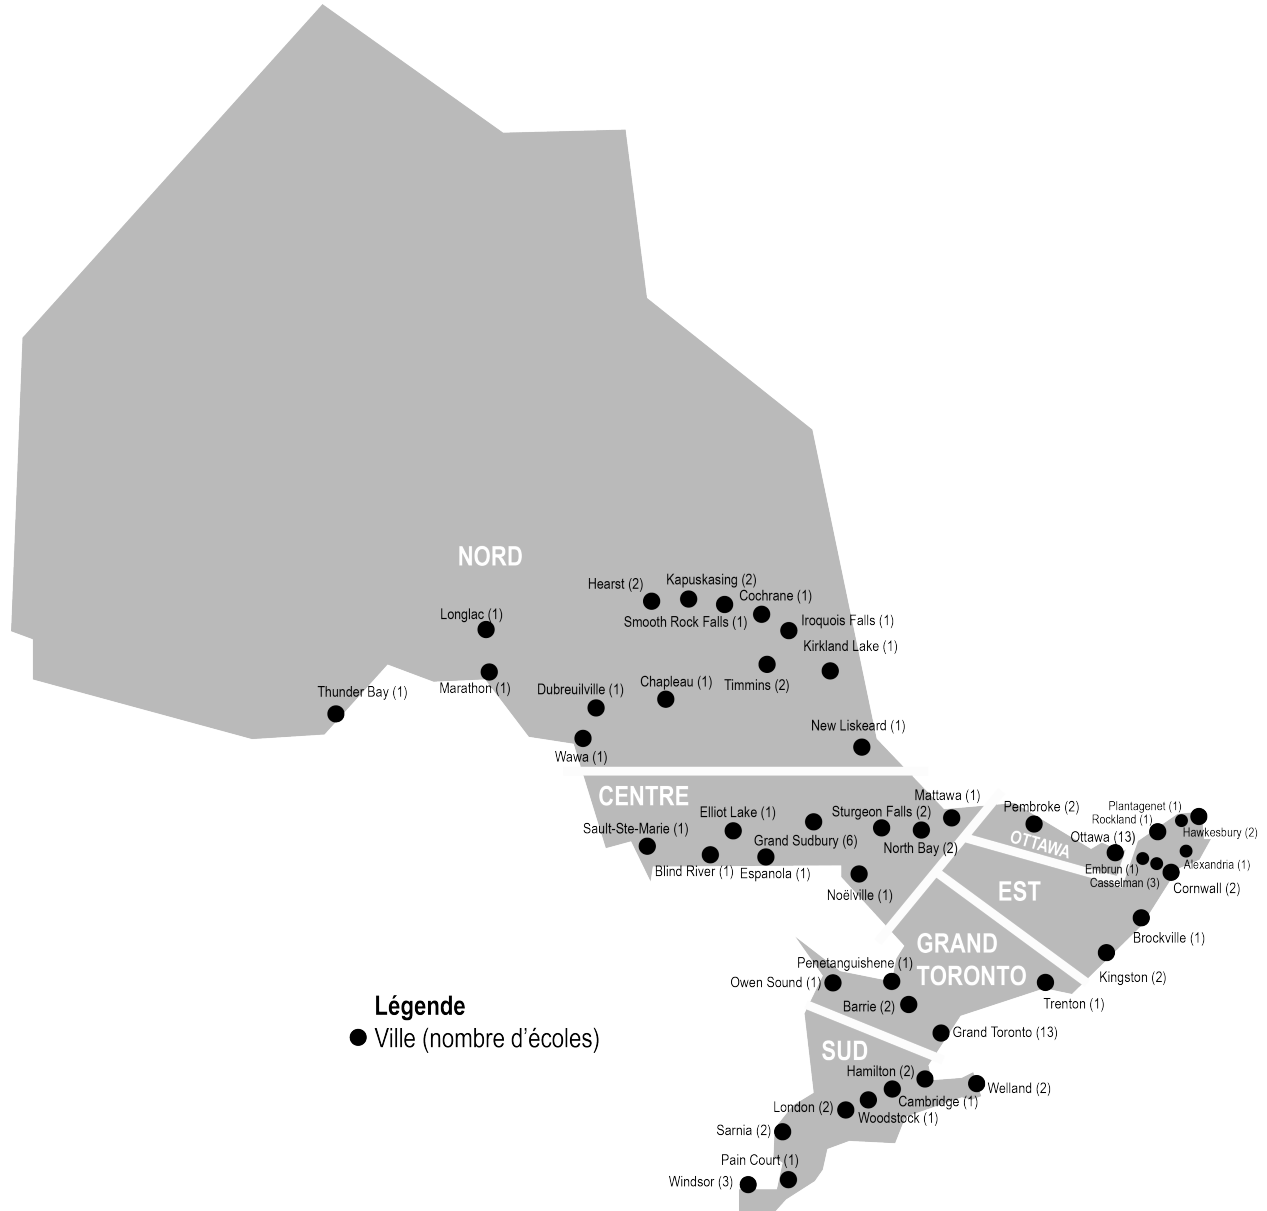 NORD
Hearst (2)
Kapuskasing (2)
Cochrane (1)
Smooth Rock Falls (1)
Iroquois Falls (1)
Longlac (1)
Kirkland Lake (1)
Timmins (2)
Chapleau (1)
Dubreuilville (1)
Marathon (1)
Thunder Bay (1)
New Liskeard (1)
Wawa (1)
CENTRE
Mattawa (1)
Elliot Lake (1)
Sturgeon Falls (2)
Sault-Ste-Marie (1)
Grand Sudbury (6)
North Bay (2)
Blind River (1)
Espanola (1)
Noëlville (1)
Pembroke (2)
OTTAWA
Ottawa (13)
Plantagenet (1)
Rockland (1)
Hawkesbury (2)
Embrun (1)
Alexandria (1)
Casselman (3)
Cornwall (2)
EST
Brockville (1)
Kingston (2)
GRAND
TORONTO
Penetanguishene (1)
Owen Sound (1)
Barrie (2)
Trenton (1)
Grand Toronto (13)
SUD
Hamilton (2)
Welland (2)
Cambridge (1)
London (2)
Woodstock (1)
Sarnia (2)
Pain Court (1)
Windsor (3)
Légende
Ville (nombre d'écoles)